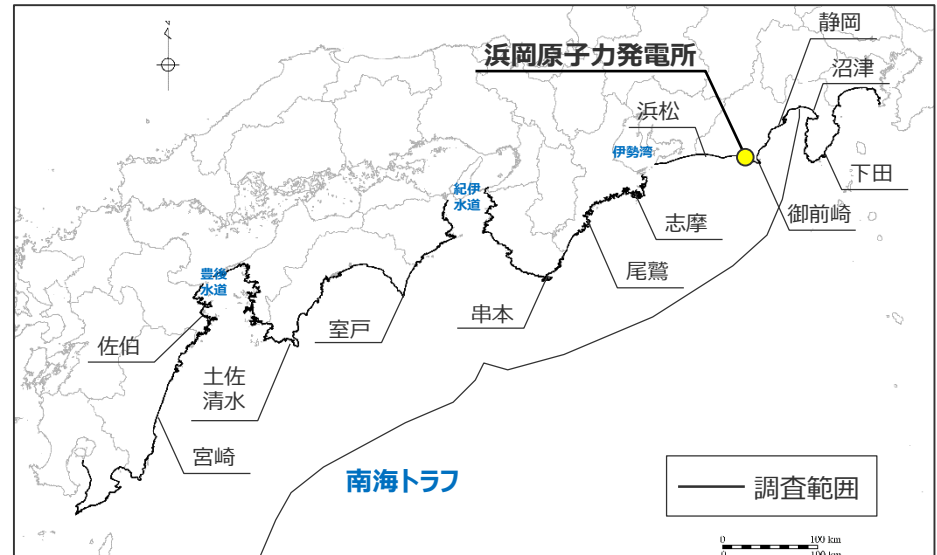 静岡
浜岡原子力発電所
沼津
浜松
伊勢湾
下田
紀伊
水道
志摩
御前崎
尾鷲
豊後
水道
串本
室戸
佐伯
土佐
清水
宮崎
南海トラフ
調査範囲
0 100 km
0 100 km